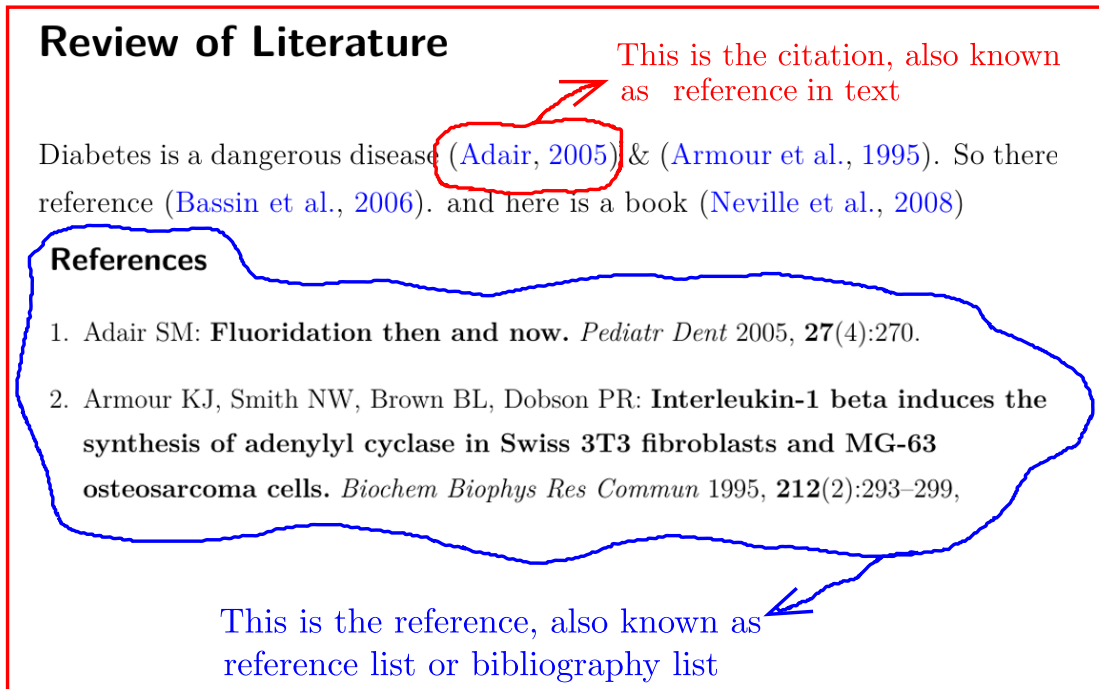 Review of Literature
This is the citation, also known
as reference in text
Diabetes is a dangerous disease (Adair, 2005) & (Armour et al., 1995). So there
reference (Bassin et al., 2006). and here is a book (Neville et al., 2008)
References
1. Adair SM: Fluoridation then and now. Pediatr Dent 2005, 27(4):270.
2. Armour KJ, Smith NW, Brown BL, Dobson PR: Interleukin-1 beta induces the
synthesis of adenylyl cyclase in Swiss 3T3 fibroblasts and MG-63
osteosarcoma cells. Biochem Biophys Res Commun 1995, 212(2):293–299,
This is the reference, also known as
reference list or bibliography list